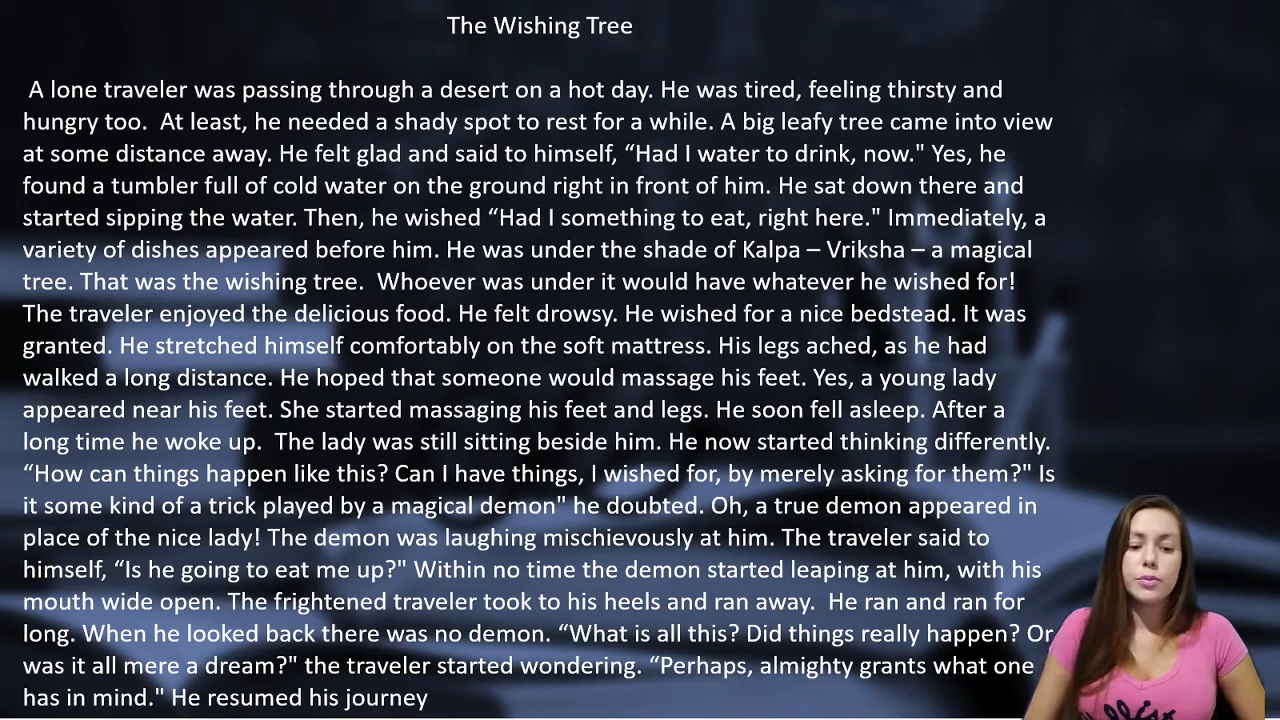 The Wishing Tree
A lone traveler was passing through a desert on a hot day. He was tired, feeling thirsty and
hungry too.  At least, he needed a shady spot to rest for a while. A big leafy tree came into view
at some distance away. He felt glad and said to himself, “Had I water to drink, now." Yes, he
found a tumbler full of cold water on the ground right in front of him. He sat down there and
started sipping the water. Then, he wished “Had I something to eat, right here." Immediately, a
variety of dishes appeared before him. He was under the shade of Kalpa – Vriksha – a magical
tree. That was the wishing tree.  Whoever was under it would have whatever he wished for!
The traveler enjoyed the delicious food. He felt drowsy. He wished for a nice bedstead. It was
granted. He stretched himself comfortably on the soft mattress. His legs ached, as he had
walked a long distance. He hoped that someone would massage his feet. Yes, a young lady
appeared near his feet. She started massaging his feet and legs. He soon fell asleep. After a
long time he woke up.  The lady was still sitting beside him. He now started thinking differently.
“How can things happen like this? Can I have things, I wished for, by merely asking for them?" Is
it some kind of a trick played by a magical demon" he doubted. Oh, a true demon appeared in
place of the nice lady! The demon was laughing mischievously at him. The traveler said to
himself, “Is he going to eat me up?" Within no time the demon started leaping at him, with his
mouth wide open. The frightened traveler took to his heels and ran away.  He ran and ran for
long. When he looked back there was no demon. “What is all this? Did things really happen? Or
was it all mere a dream?" the traveler started wondering. “Perhaps, almighty grants what one
has in mind." He resumed his journey